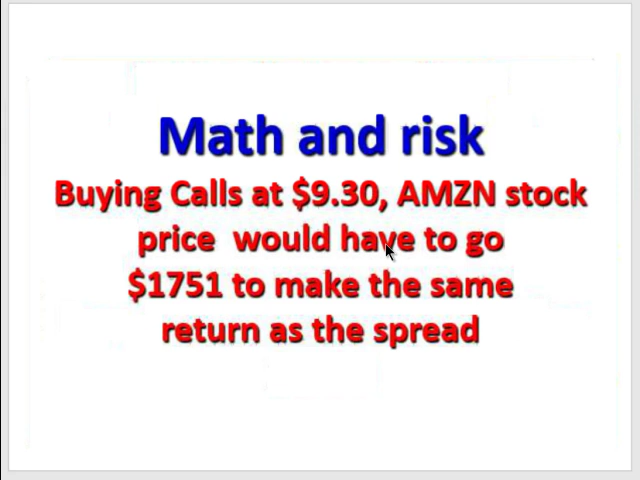 Math and risk
Buying Calls at $9.30, AMZN stock
price would have to go
$1751 to make the same
return as the spread